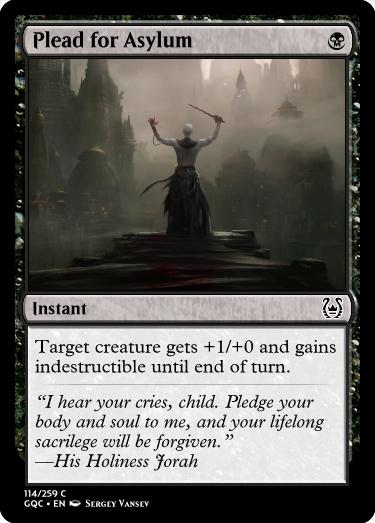 Plead for Asylum
Instant
Target creature gets +1/+0 and gains
indestructible until end of turn.
“I hear your cries, child. Pledge your
body and soul to me, and your lifelong
sacrilege will be forgiven.”
—His Holiness Jorah
114/259 C
GQC • EN Sergey Vansev